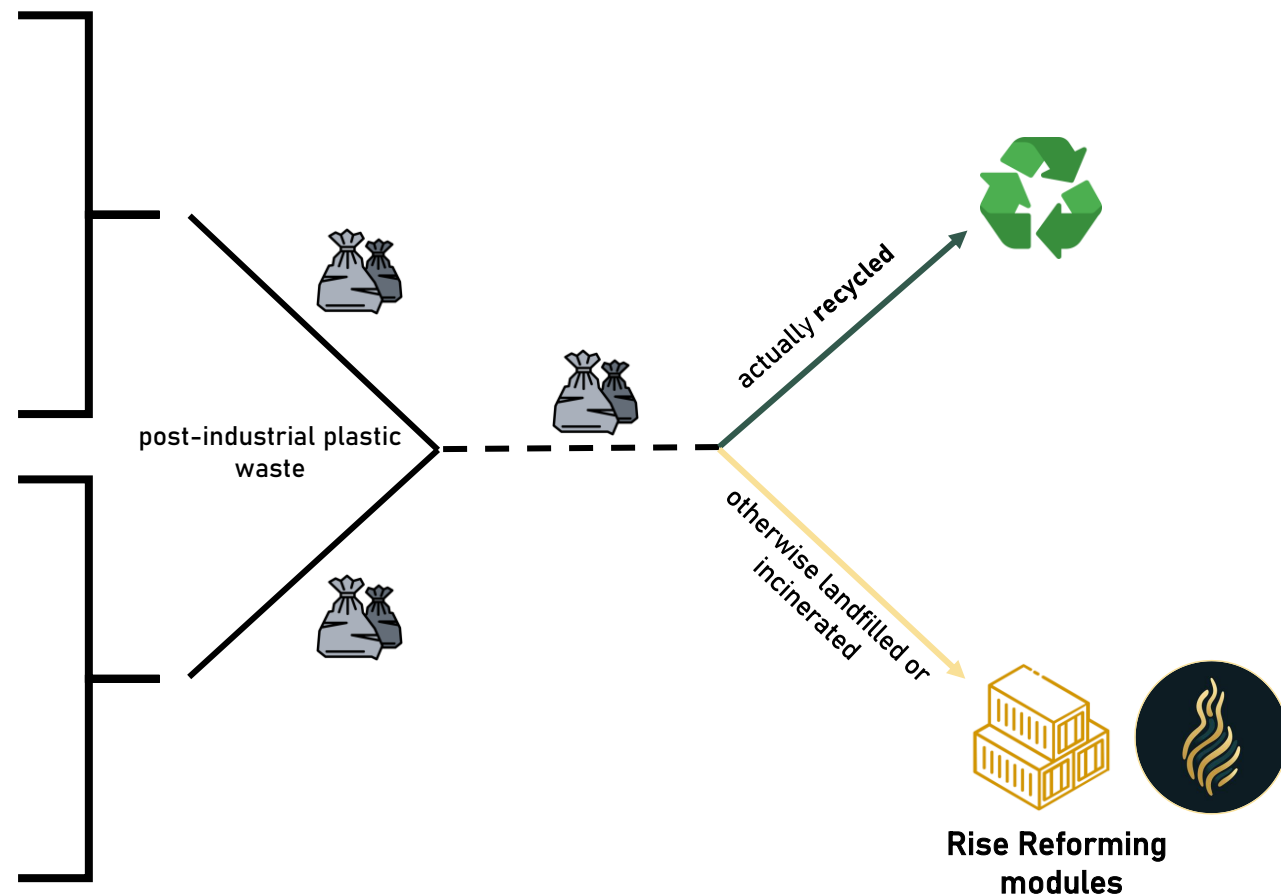 actually recycled
post-industrial plastic
waste
otherwise landfilled or
incinerated
Rise Reforming
modules